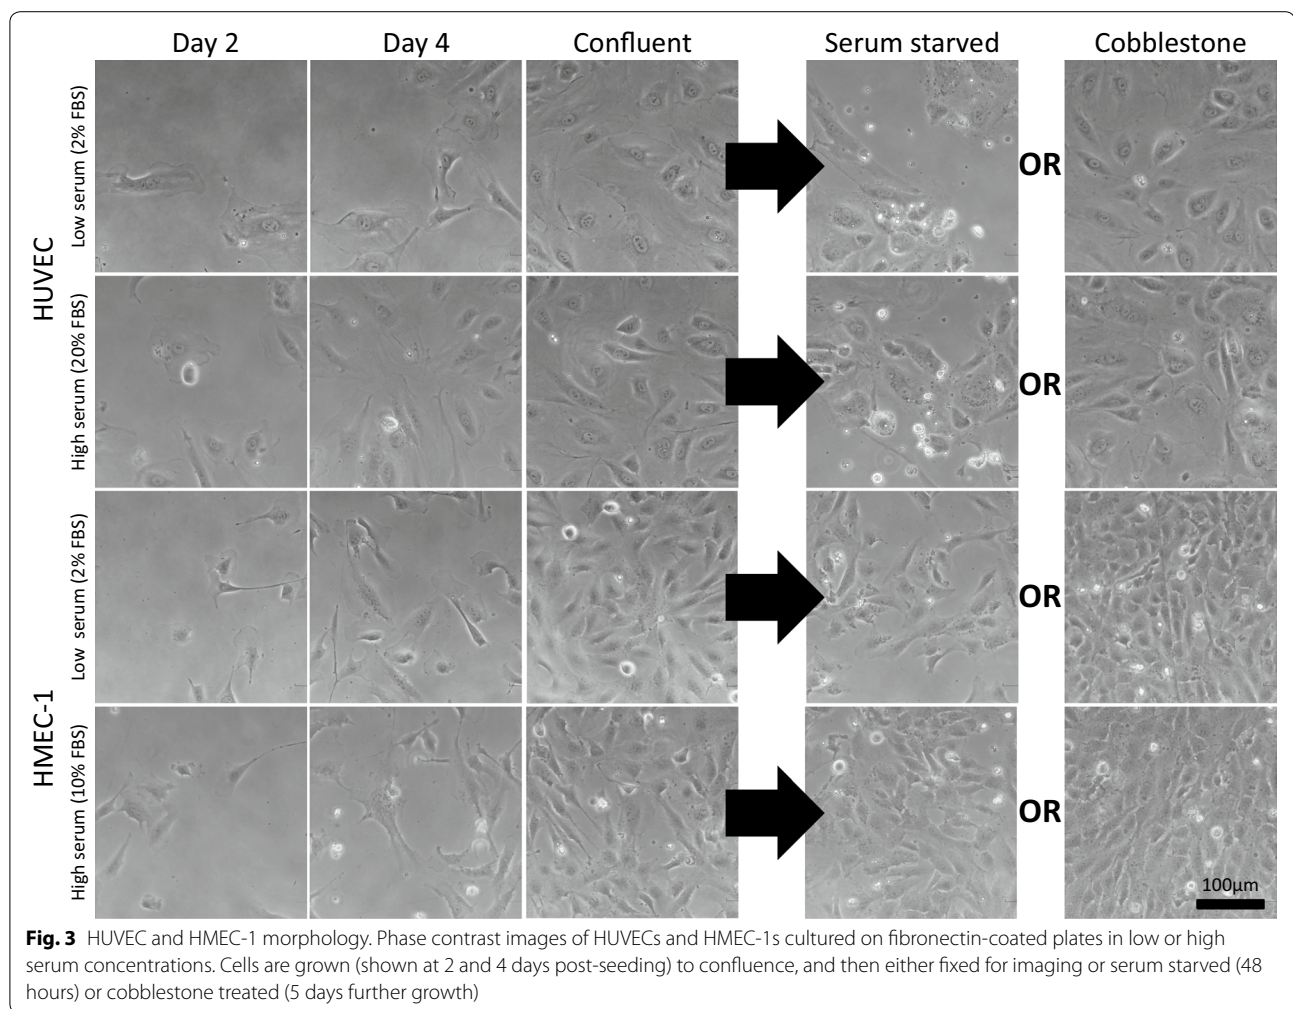 Day 2
Day 4
Confluent
Serum starved
Cobblestone
HUVEC
Low serum (2% FBS)
OR
High serum (20% FBS)
OR
HMEC-1
Low serum (2% FBS)
OR
High serum (10% FBS)
OR
100µm
Fig. 3 HUVEC and HMEC-1 morphology. Phase contrast images of HUVECs and HMEC-1s cultured on fibronectin-coated plates in low or high
serum concentrations. Cells are grown (shown at 2 and 4 days post-seeding) to confluence, and then either fixed for imaging or serum starved (48
hours) or cobblestone treated (5 days further growth)